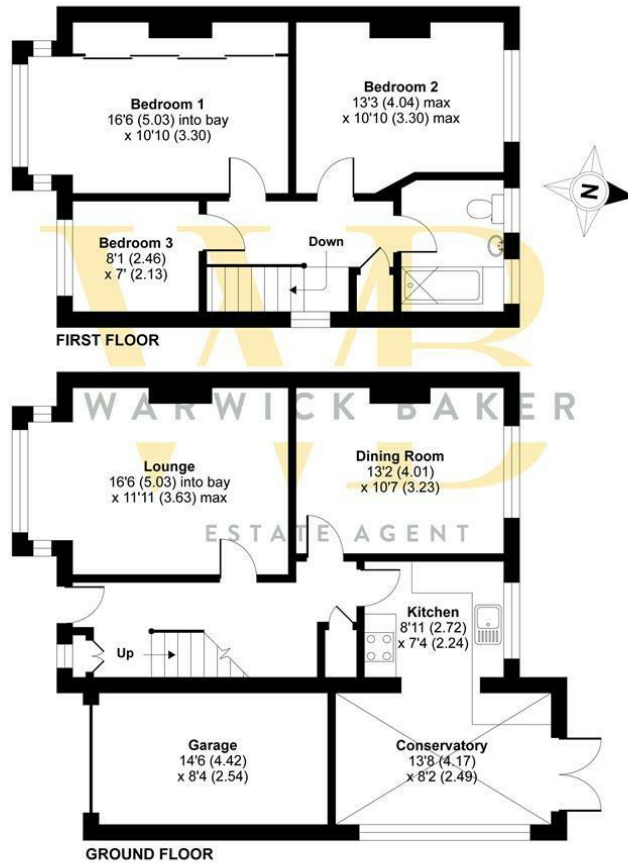 Bedroom 1
16'6 (5.03) into bay
x 10'10 (3.30)
Bedroom 2
13'3 (4.04) max
x 10'10 (3.30) max
N
Bedroom 3
8'1 (2.46)
x 7' (2.13)
Down
FIRST FLOOR
WB
WARWICK BAKER
ESTATE AGENT
Lounge
16'6 (5.03) into bay
x 11'11 (3.63) max
Dining Room
13'2 (4.01)
x 10'7 (3.23)
Kitchen
8'11 (2.72)
x 7'4 (2.24)
Up
Garage
14'6 (4.42)
x 8'4 (2.54)
Conservatory
13'8 (4.17)
x 8'2 (2.49)
GROUND FLOOR